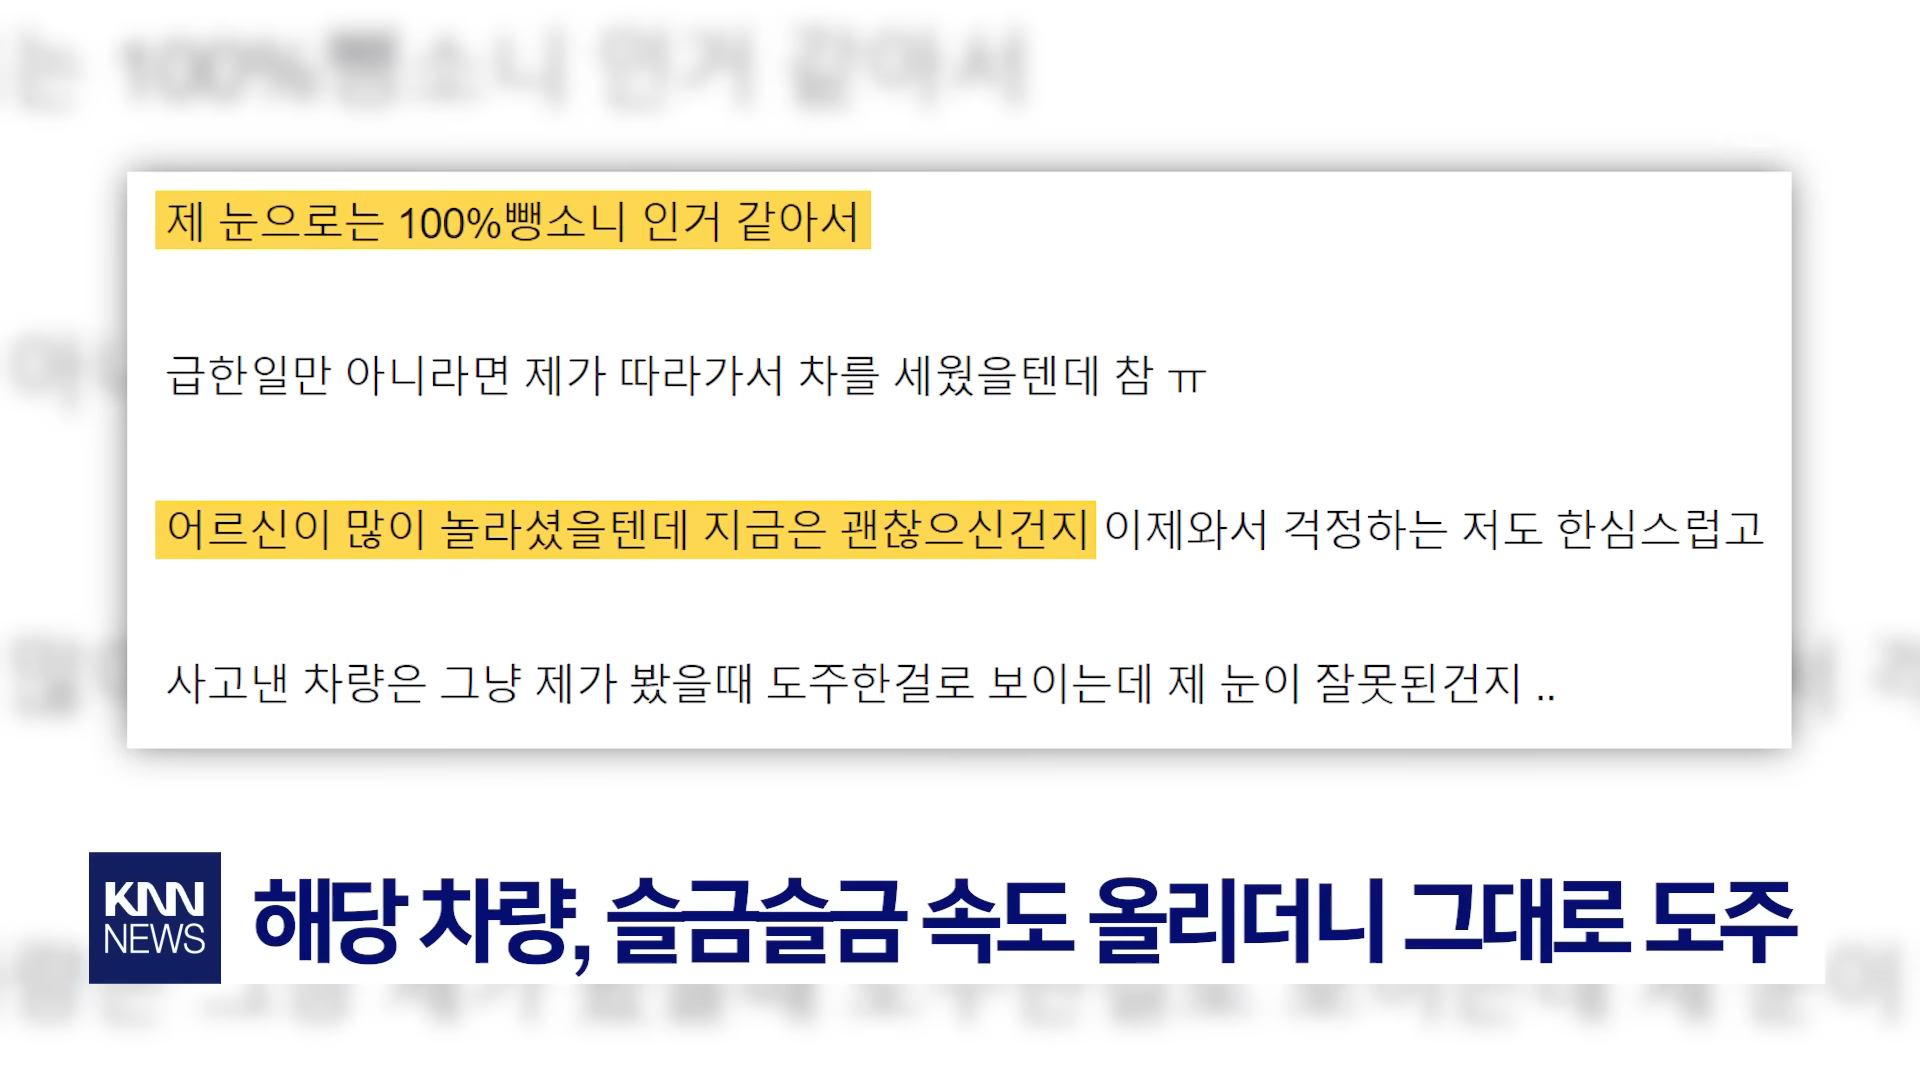 제 눈으로는 100%뺑소니 인거 같아서
급한일만 아니라면 제가 따라가서 차를 세웠을텐데 참 ㅠ
어르신이 많이 놀라셨을텐데 지금은 괜찮으신건지 이제와서 걱정하는 저도 한심스럽고
사고낸 차량은 그냥 제가 봤을때 도주한걸로 보이는데 제 눈이 잘못된건지 ..
KNN
NEWS
해당 차량, 슬금슬금 속도 올리더니 그대로 도주